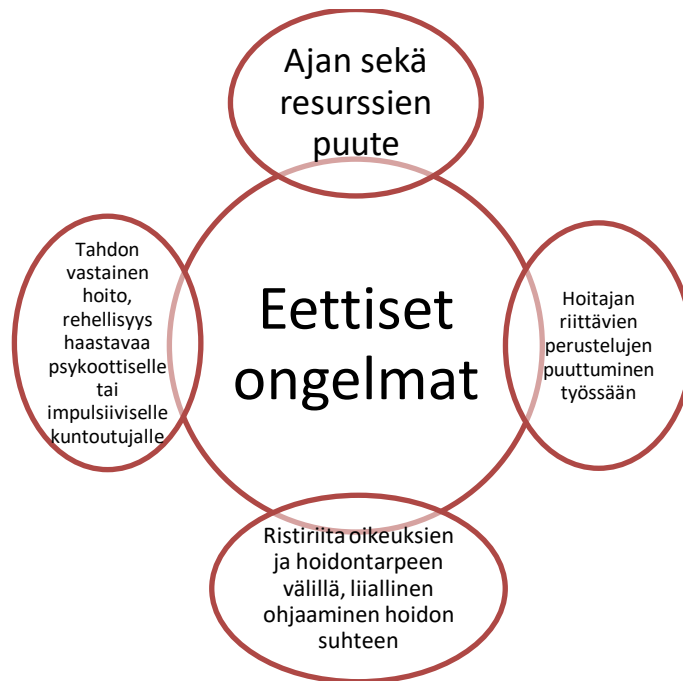 Ajan sekä
resurssien
puute
Tahdon
vastainen
hoito,
rehellisyys
haastavaa
psykoottiselle
tai
impulsiiviselle
kuntoutujalle
Eettiset
ongelmat
Hoitajan
riittävien
perustelujen
puuttuminen
työssään
Ristiriita oikeuksien
ja hoidontarpeen
välillä, liiallinen
ohjaaminen hoidon
suhteen